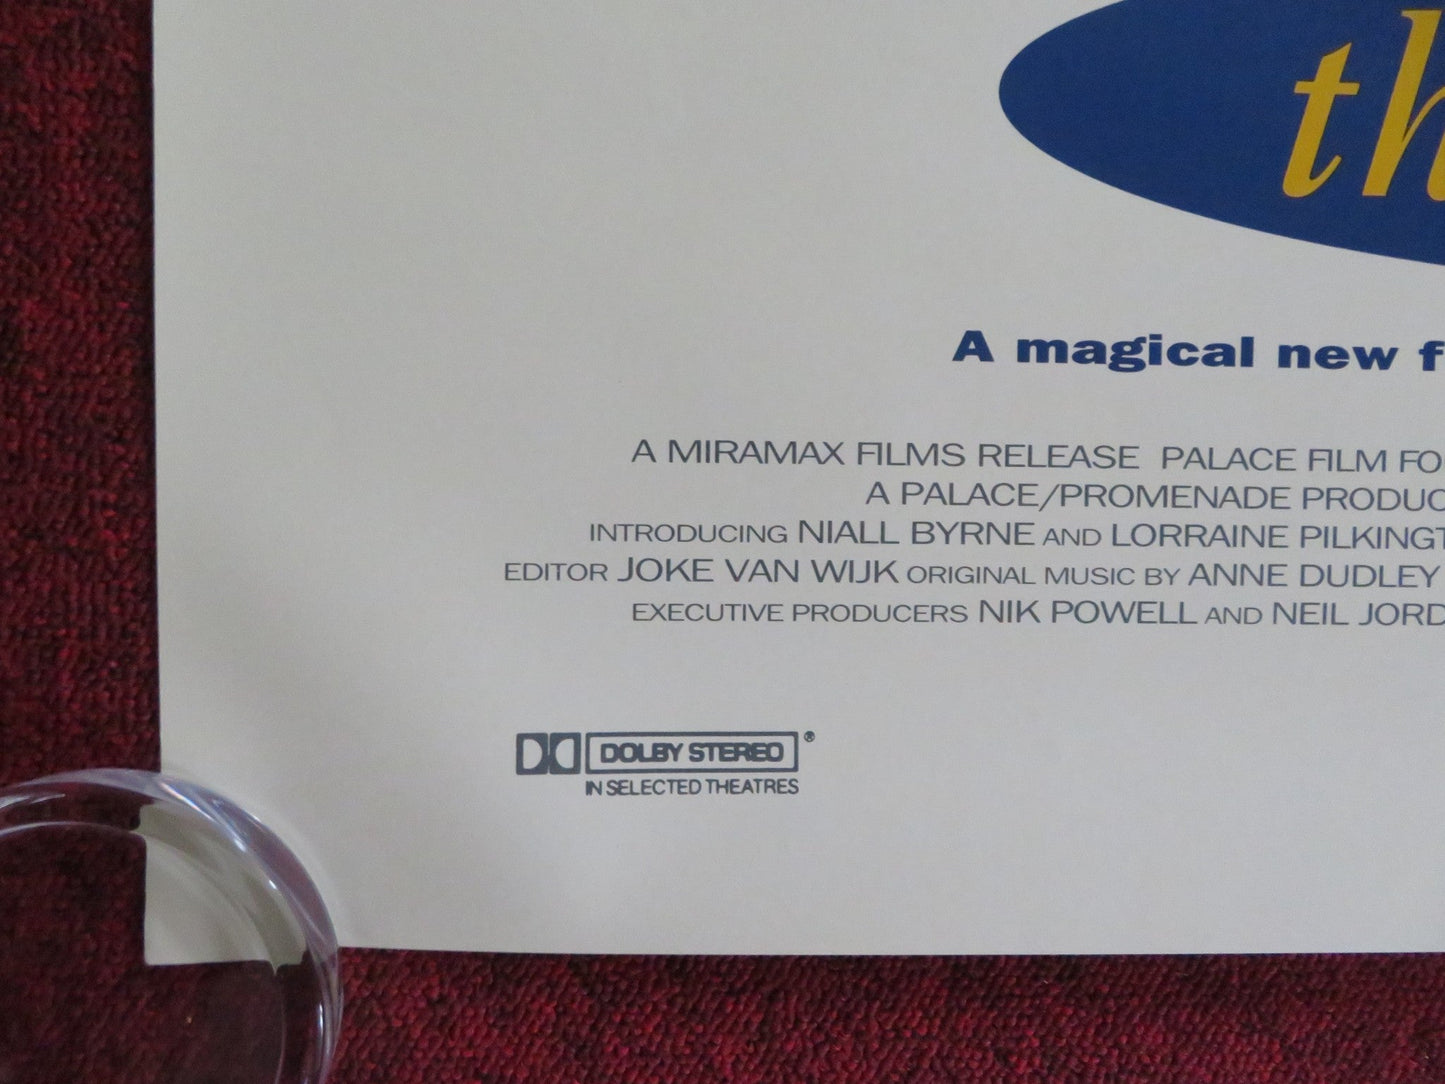 th
A magical new f
A MIRAMAX FILMS RELEASE PALACE FILM FO
A PALACE/PROMENADE PRODUC
INTRODUCING NIALL BYRNE AND LORRAINE PILKINGT
EDITOR JOKE VAN WIJK ORIGINAL MUSIC BY ANNE DUDLEY
EXECUTIVE PRODUCERS NIK POWELL AND NEIL JORD
DOLBY STEREO ®
IN SELECTED THEATRES